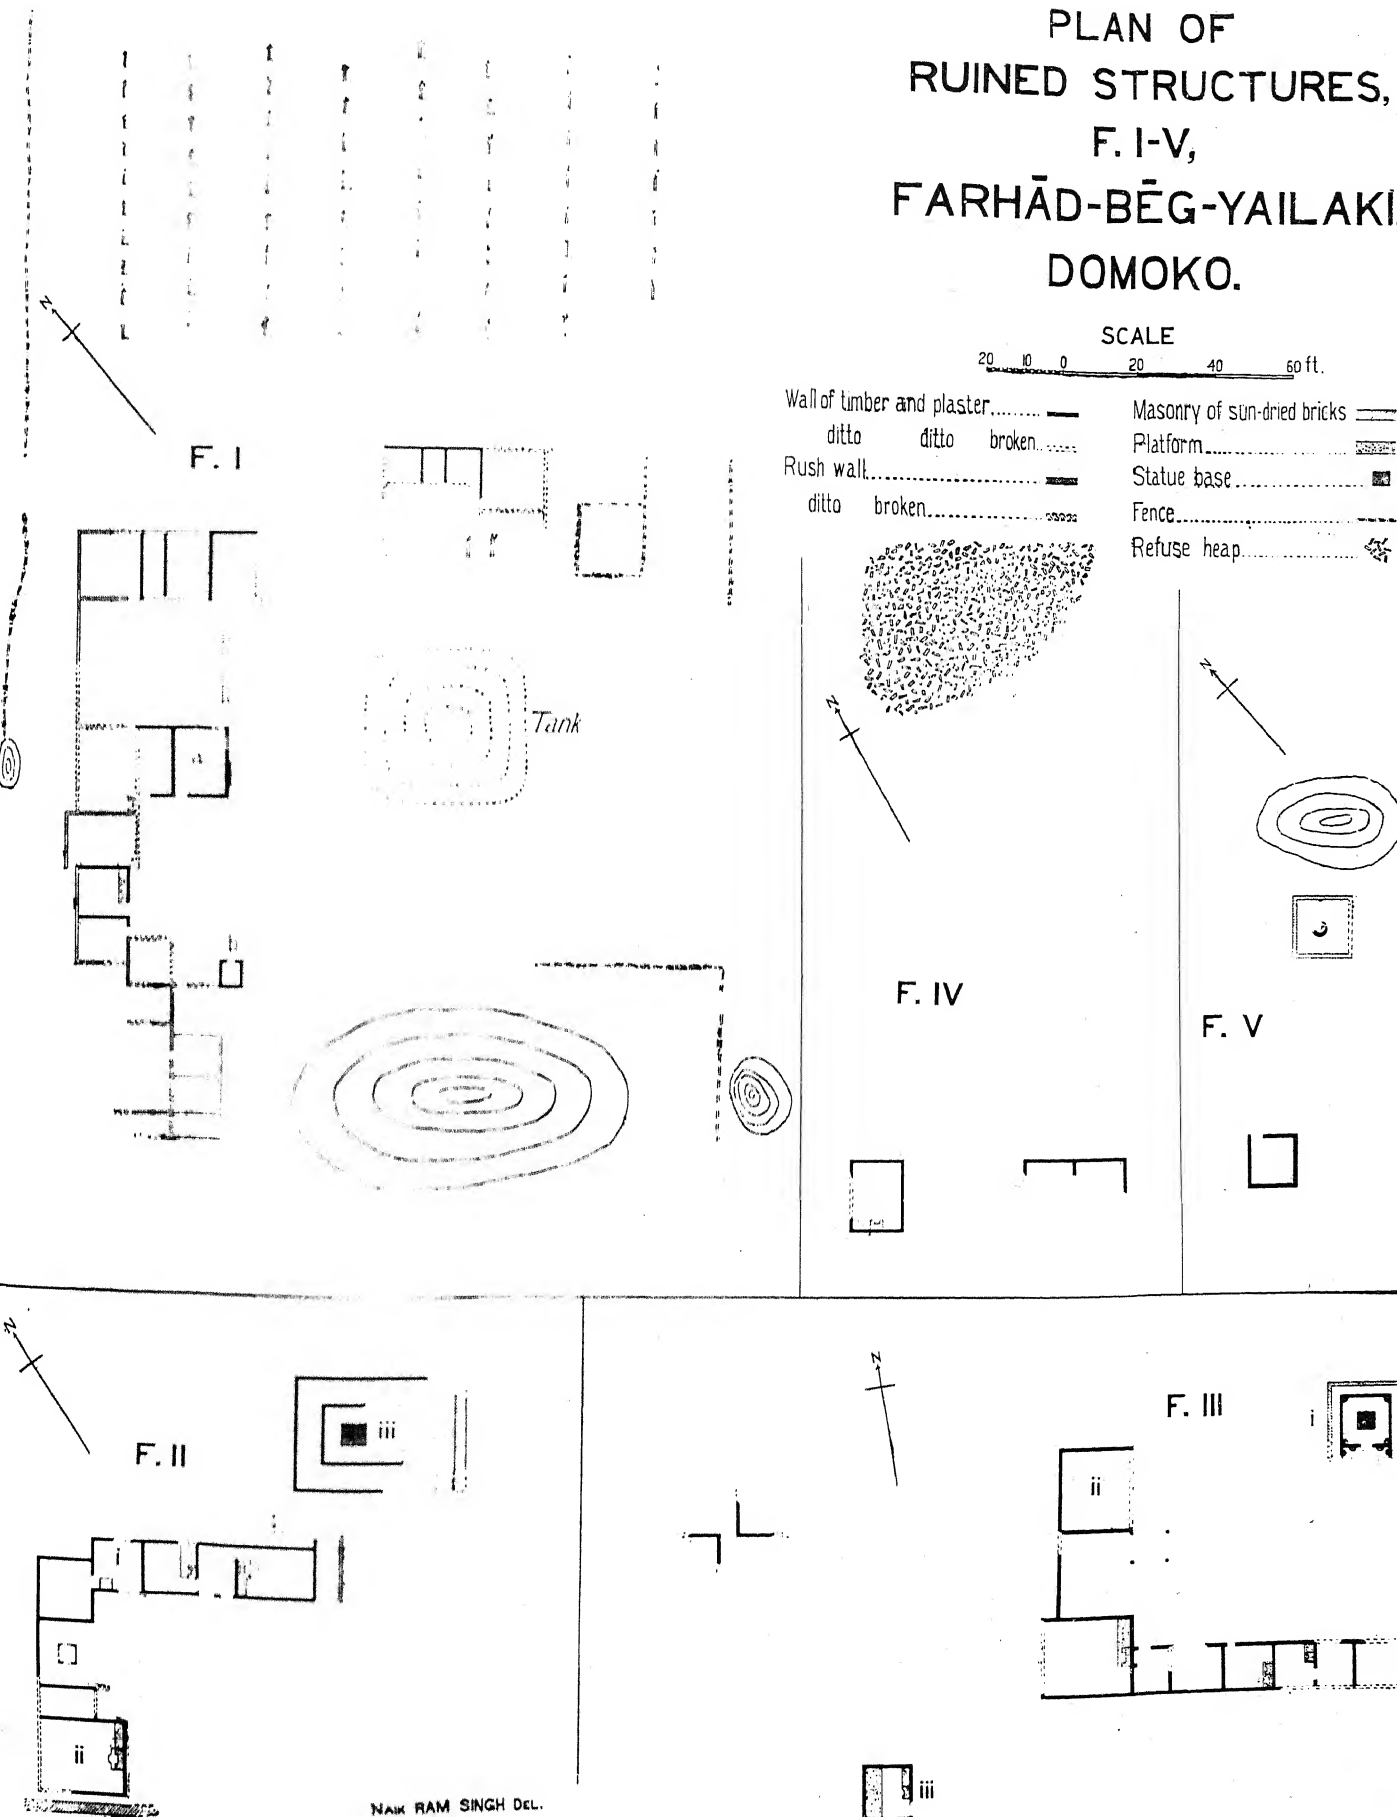 PLAN OF
RUINED STRUCTURES,
F. I-V,
FARHĀD-BĒG-YAILAKI
DOMOKO.
SCALE
20 10 0 20 40 60 ft.
Wall of timber and plaster
ditto ditto broken
Rush wall
ditto broken
Masonry of sun-dried bricks
Platform
Statue base
Fence
Refuse heap
N
F. I
Tank
N
F. IV
N
F. V
N
F. II
iii
i
ii
N
F. III
i
ii
iii
NAIK RAM SINGH DEL.